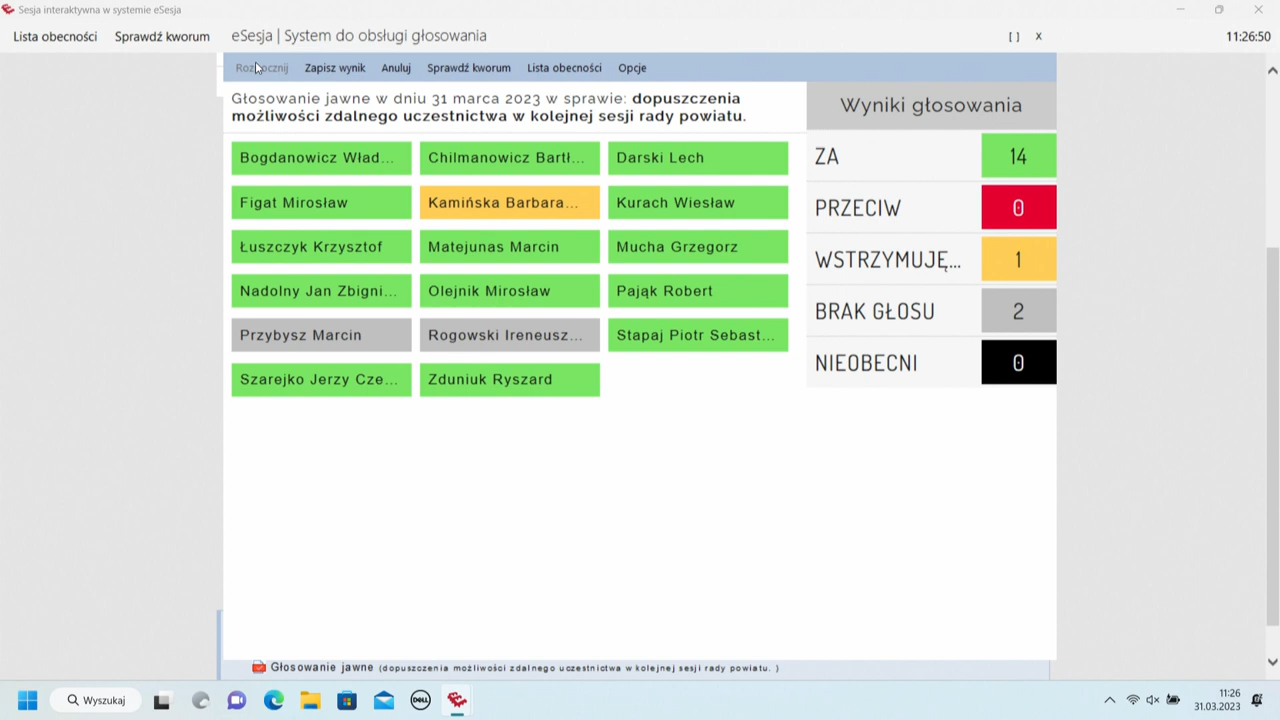 Sesja interaktywna w systemie eSesja
Lista obecności Sprawdź kworum eSesja | System do obsługi głosowania [ ] x 11:26:50
Zapisz wynik Anuluj Sprawdź kworum Lista obecności Opcje
Głosowanie jawne w dniu 31 marca 2023 w sprawie: dopuszczenia
możliwości zdalnego uczestnictwa w kolejnej sesji rady powiatu.
Wyniki głosowania
Bogdanowicz Wład... Chilmanowicz Bartł... Darski Lech
ZA 14
Figat Mirosław Kamińska Barbara... Kurach Wiesław
PRZECIW 0
Łuszczyk Krzysztof Matejunas Marcin Mucha Grzegorz
WSTRZYMUJĘ... 1
Nadolny Jan Zbigni... Olejnik Mirosław Pająk Robert
BRAK GŁOSU 2
Przybysz Marcin Rogowski Ireneusz... Stapaj Piotr Sebast...
NIEOBECNI 0
Szarejko Jerzy Cze... Zduniuk Ryszard
Głosowanie jawne (dopuszczenia możliwości zdalnego uczestnictwa w kolejnej sesji rady powiatu. )
Wyszukaj
DELL
11:26
31.03.2023